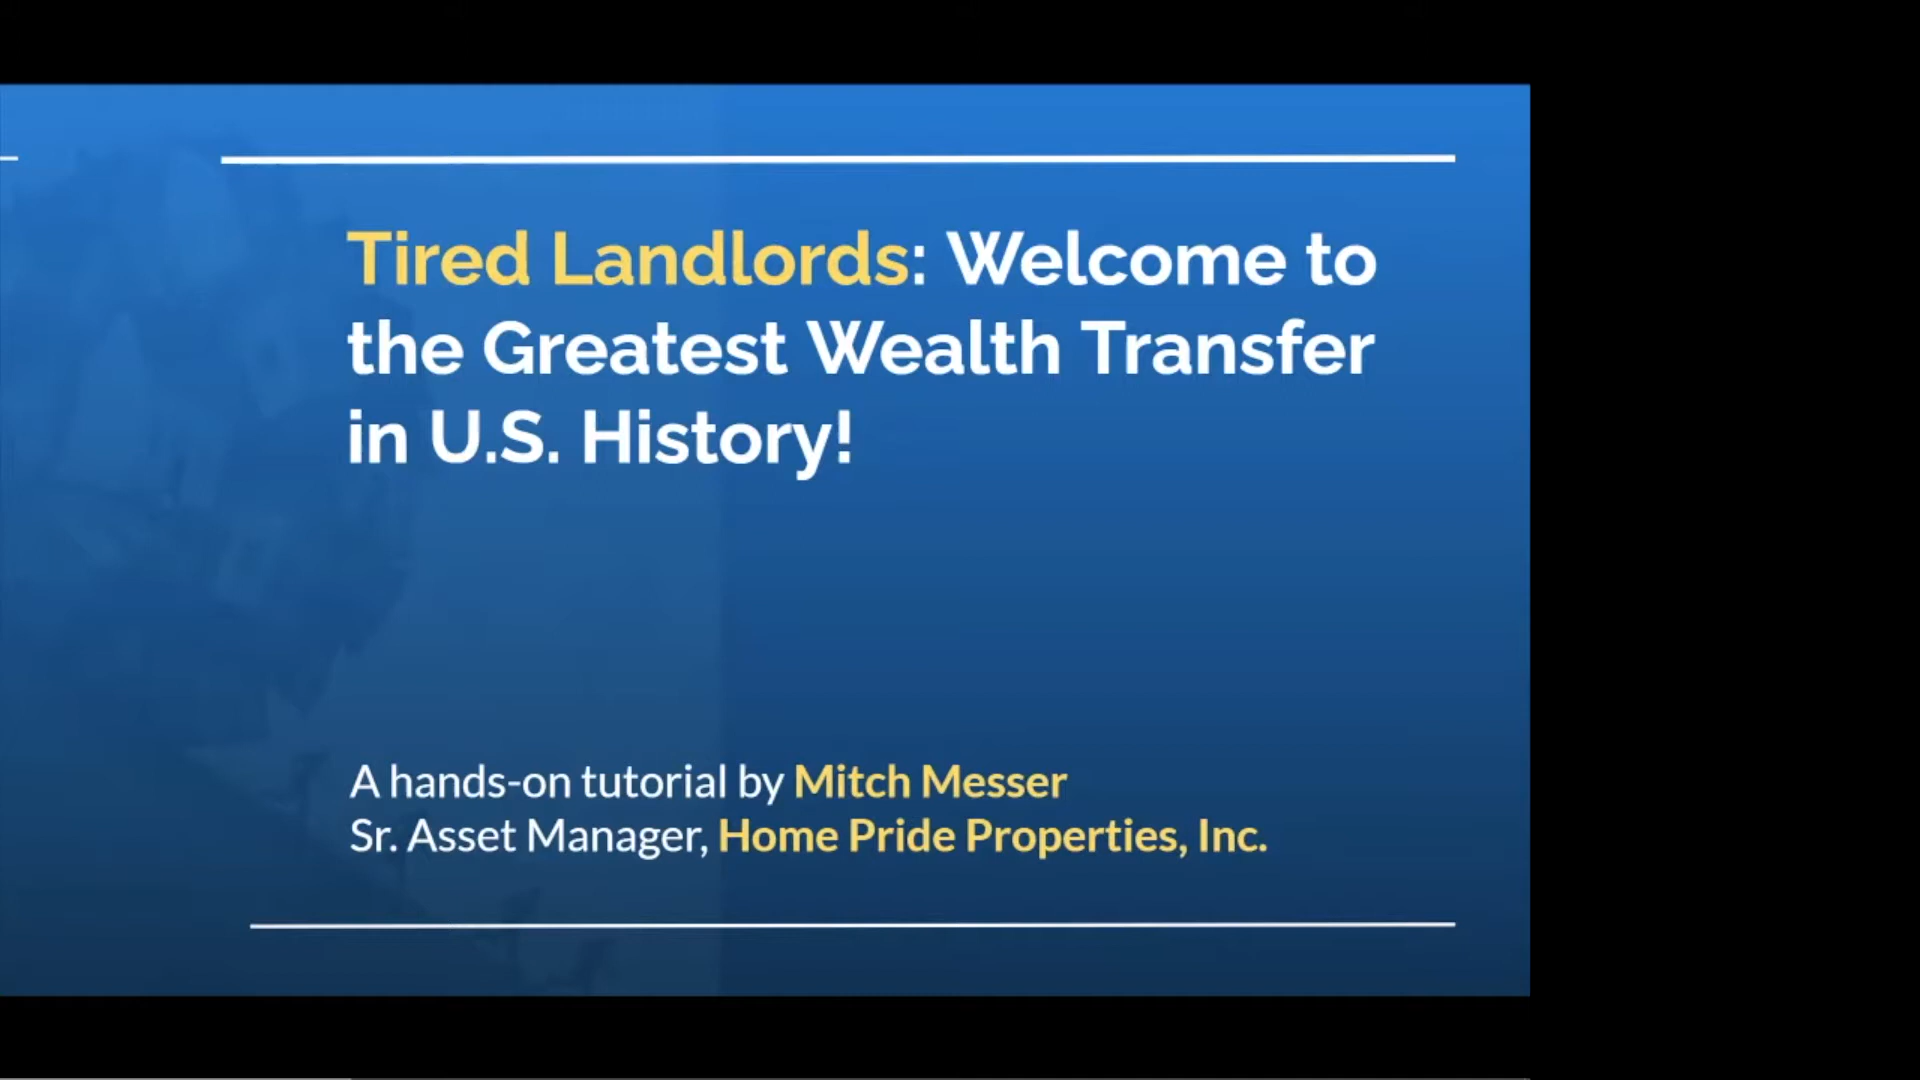 Tired Landlords: Welcome to
the Greatest Wealth Transfer
in U.S. History!
A hands-on tutorial by Mitch Messer
Sr. Asset Manager, Home Pride Properties, Inc.